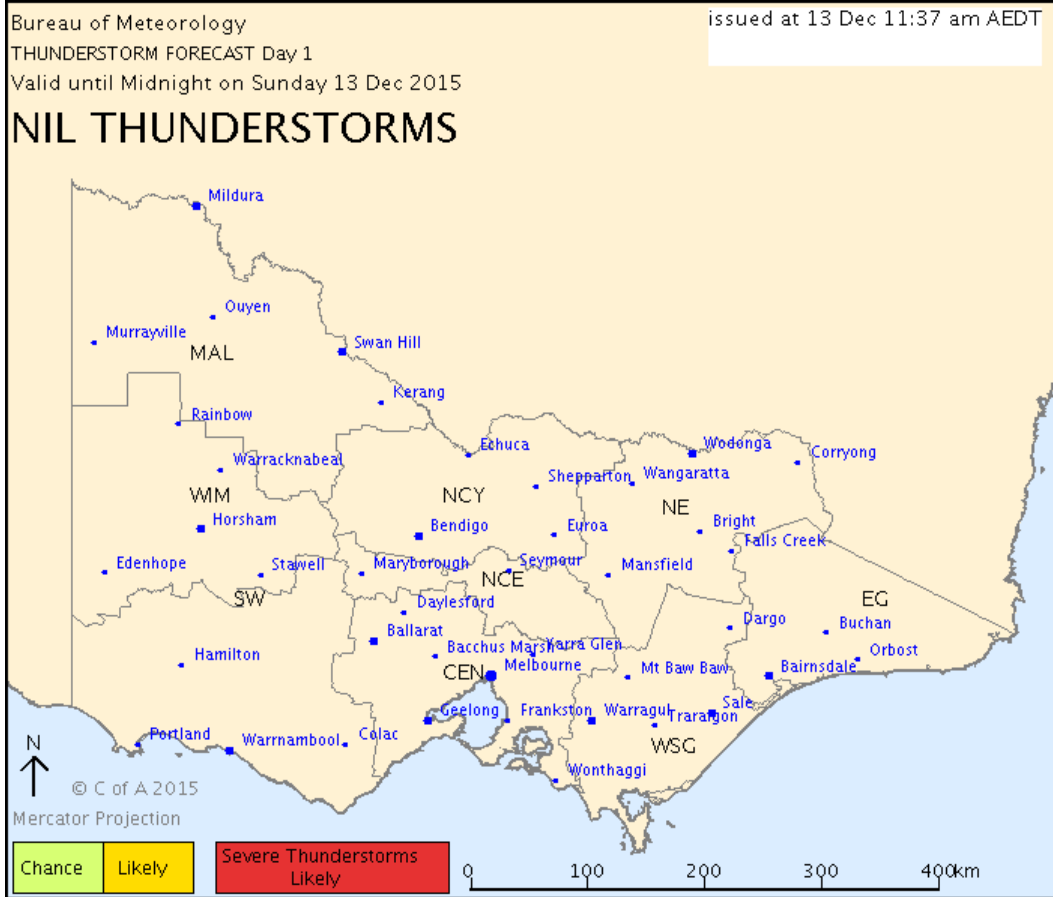 Bureau of Meteorology
issued at 13 Dec 11:37 am AEDT
THUNDERSTORM FORECAST Day 1
Valid until Midnight on Sunday 13 Dec 2015
NIL THUNDERSTORMS
Mildura
Ouyen
Murrayville
MAL
Swan Hill
Kerang
Rainbow
Echuca
Wodonga
Corryong
Warracknabeal
Shepparton
Wangaratta
WIM
NCY
NE
Horsham
Bendigo
Euroa
Bright
Falls Creek
Edenhope
Stawell
Maryborough
Seymour
Mansfield
NCE
SW
EG
Daylesford
Dargo
Buchan
Ballarat
Bacchus Marsh
Yarra Glen
Orbost
Hamilton
CEN
Melbourne
Mt Baw Baw
Bairnsdale
Geelong
Frankston
Warragul
Traralgon
Sale
Portland
Warrnambool
Colac
WSG
Wonthaggi
N
© C of A 2015
Mercator Projection
Chance
Likely
Severe Thunderstorms
Likely
0 100 200 300 400km